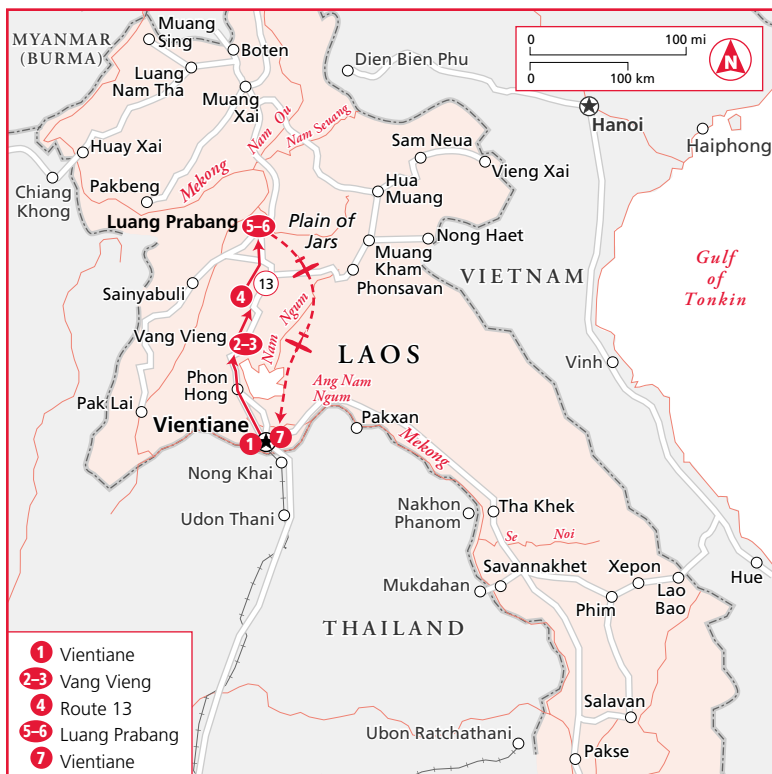 MYANMAR
(BURMA)
Muang
Sing
Boten
Luang
Nam Tha
Muang
Xai
Dien Bien Phu
0
100 mi
0
100 km
N
Hanoi
Haiphong
Huay Xai
Nam Ou
Nam Seuang
Sam Neua
Vieng Xai
Chiang
Khong
Pakbeng
Mekong
Hua
Muang
Luang Prabang
5–6
Plain of
Jars
Nong Haet
Muang
Kham
Phonsavan
VIETNAM
Gulf
of
Tonkin
Sainyabuli
4
13
Vang Vieng
2–3
Nam
Ngum
LAOS
Vinh
Phon
Hong
Ang Nam
Ngum
Pak Lai
Vientiane
1
7
Pakxan
Mekong
Nong Khai
Udon Thani
Nakhon
Phanom
Tha Khek
Se
Noi
Savannakhet
Xepon
Hue
Mukdahan
Phim
Lao
Bao
THAILAND
Salavan
Ubon Ratchathani
Pakse
1 Vientiane
2–3 Vang Vieng
4 Route 13
5–6 Luang Prabang
7 Vientiane